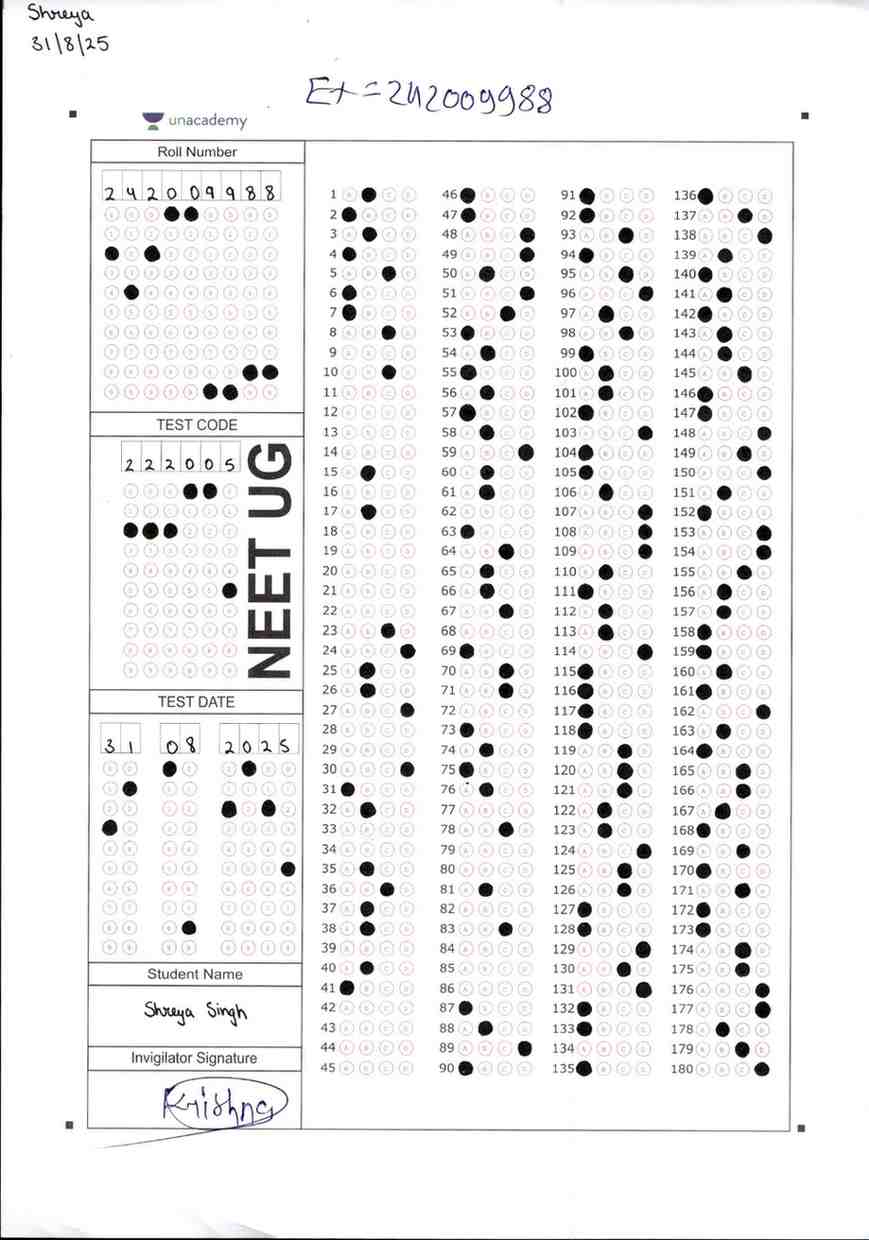 Shreya
31/8/25
Et = 242009988
unacademy
Roll Number
2 4 2 0 0 9 9 8 8
TEST CODE
2 2 2 0 0 5
NEET UG
TEST DATE
3 1 0 8 2 0 2 5
Student Name
Shreya Singh
Invigilator Signature
Krishna
1 46 91 136
2 47 92 137
3 48 93 138
4 49 94 139
5 50 95 140
6 51 96 141
7 52 97 142
8 53 98 143
9 54 99 144
10 55 100 145
11 56 101 146
12 57 102 147
13 58 103 148
14 59 104 149
15 60 105 150
16 61 106 151
17 62 107 152
18 63 108 153
19 64 109 154
20 65 110 155
21 66 111 156
22 67 112 157
23 68 113 158
24 69 114 159
25 70 115 160
26 71 116 161
27 72 117 162
28 73 118 163
29 74 119 164
30 75 120 165
31 76 121 166
32 77 122 167
33 78 123 168
34 79 124 169
35 80 125 170
36 81 126 171
37 82 127 172
38 83 128 173
39 84 129 174
40 85 130 175
41 86 131 176
42 87 132 177
43 88 133 178
44 89 134 179
45 90 135 180